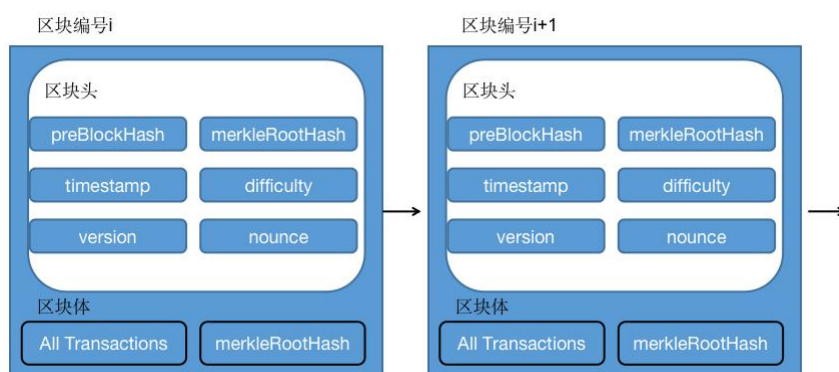 区块编号i
区块头
preBlockHash
merkleRootHash
timestamp
difficulty
version
nounce
区块体
All Transactions
merkleRootHash
区块编号i+1
区块头
preBlockHash
merkleRootHash
timestamp
difficulty
version
nounce
区块体
All Transactions
merkleRootHash